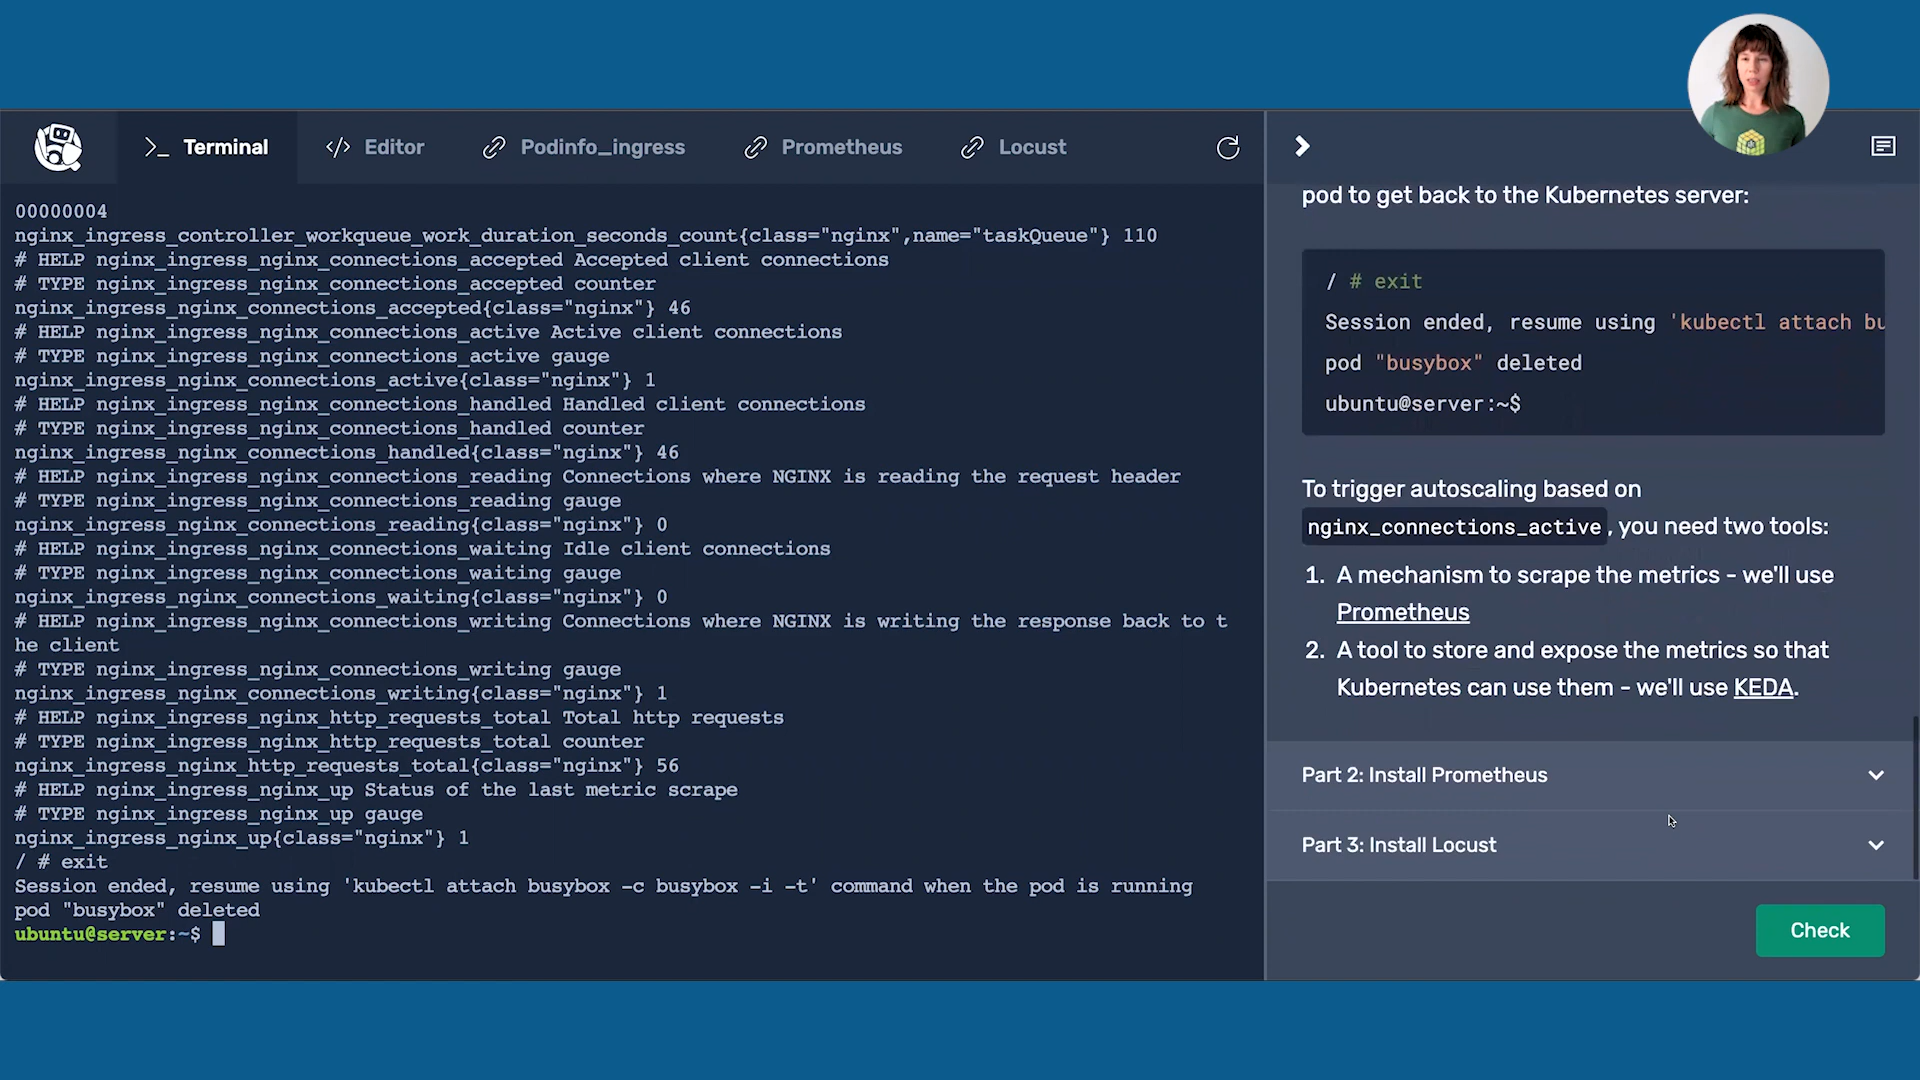 Terminal
Editor
Podinfo_ingress
Prometheus
Locust
00000004
nginx_ingress_controller_workqueue_work_duration_seconds_count{class="nginx",name="taskQueue"} 110
# HELP nginx_ingress_nginx_connections_accepted Accepted client connections
# TYPE nginx_ingress_nginx_connections_accepted counter
nginx_ingress_nginx_connections_accepted{class="nginx"} 46
# HELP nginx_ingress_nginx_connections_active Active client connections
# TYPE nginx_ingress_nginx_connections_active gauge
nginx_ingress_nginx_connections_active{class="nginx"} 1
# HELP nginx_ingress_nginx_connections_handled Handled client connections
# TYPE nginx_ingress_nginx_connections_handled counter
nginx_ingress_nginx_connections_handled{class="nginx"} 46
# HELP nginx_ingress_nginx_connections_reading Connections where NGINX is reading the request header
# TYPE nginx_ingress_nginx_connections_reading gauge
nginx_ingress_nginx_connections_reading{class="nginx"} 0
# HELP nginx_ingress_nginx_connections_waiting Idle client connections
# TYPE nginx_ingress_nginx_connections_waiting gauge
nginx_ingress_nginx_connections_waiting{class="nginx"} 0
# HELP nginx_ingress_nginx_connections_writing Connections where NGINX is writing the response back to t
he client
# TYPE nginx_ingress_nginx_connections_writing gauge
nginx_ingress_nginx_connections_writing{class="nginx"} 1
# HELP nginx_ingress_nginx_http_requests_total Total http requests
# TYPE nginx_ingress_nginx_http_requests_total counter
nginx_ingress_nginx_http_requests_total{class="nginx"} 56
# HELP nginx_ingress_nginx_up Status of the last metric scrape
# TYPE nginx_ingress_nginx_up gauge
nginx_ingress_nginx_up{class="nginx"} 1
/ # exit
Session ended, resume using 'kubectl attach busybox -c busybox -i -t' command when the pod is running
pod "busybox" deleted
ubuntu@server:~$
pod to get back to the Kubernetes server:
/ # exit
Session ended, resume using 'kubectl attach bu
pod "busybox" deleted
ubuntu@server:~$
To trigger autoscaling based on
nginx_connections_active, you need two tools:
1. A mechanism to scrape the metrics - we'll use
Prometheus
2. A tool to store and expose the metrics so that
Kubernetes can use them - we'll use KEDA.
Part 2: Install Prometheus
Part 3: Install Locust
Check